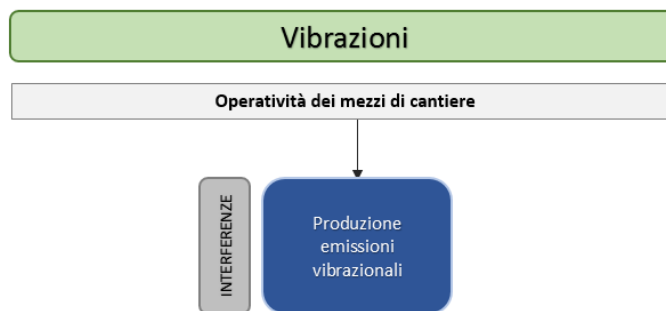 Vibrazioni
Operatività dei mezzi di cantiere
INTERFERENZE
Produzione
emissioni
vibrazionali